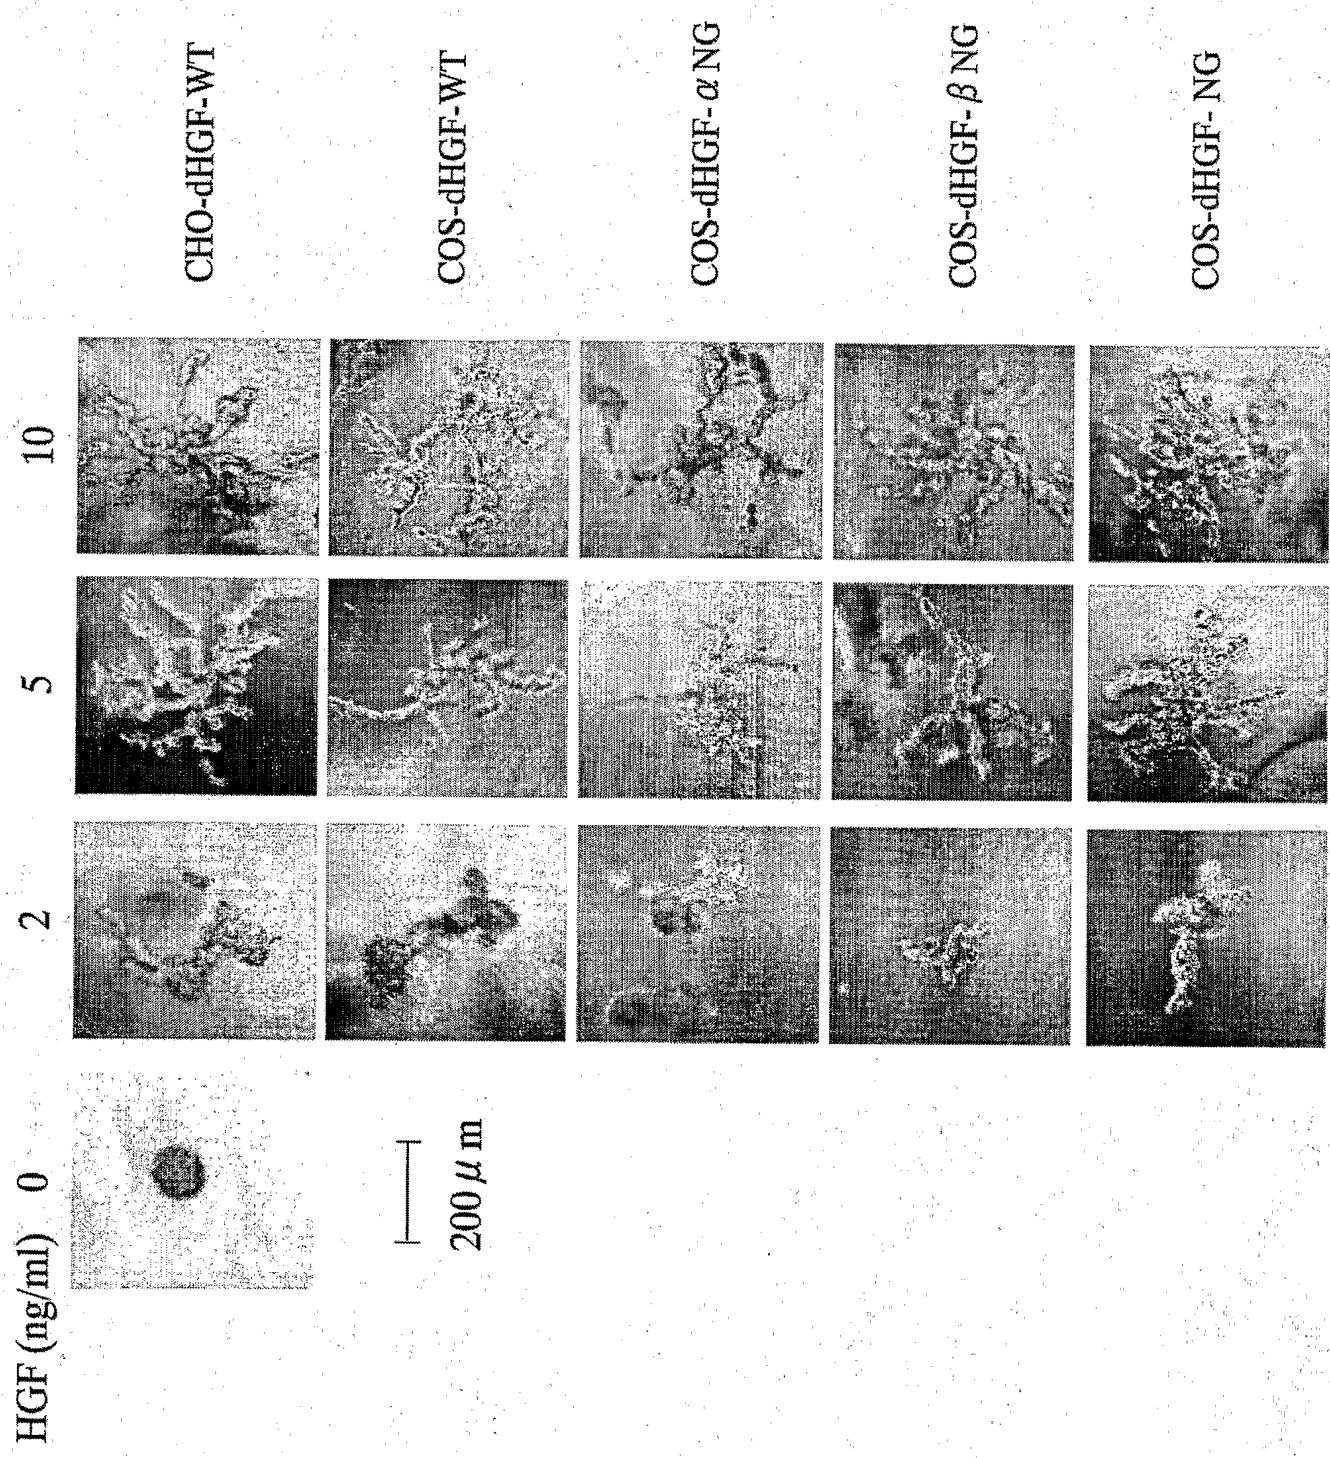 HGF (ng/ml) 0 2 5 10
CHO-dHGF-WT
COS-dHGF-WT
COS-dHGF-α NG
COS-dHGF-β NG
COS-dHGF- NG
200 μ m